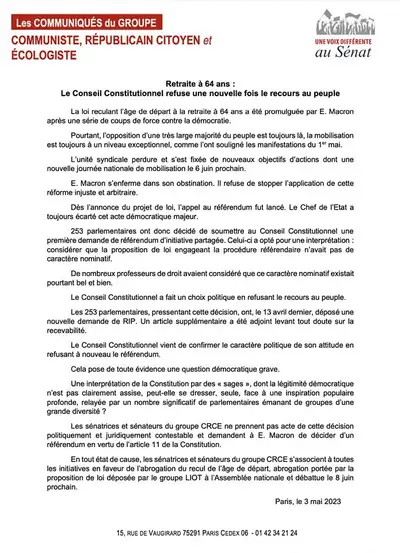 Les COMMUNIQUÉS du GROUPE
COMMUNISTE, RÉPUBLICAIN CITOYEN et
ÉCOLOGISTE
UNE VOIX DIFFÉRENTE
au Sénat
Retraite à 64 ans :
Le Conseil Constitutionnel refuse une nouvelle fois le recours au peuple
La loi reculant l'âge de départ à la retraite à 64 ans a été promulguée par E. Macron
après une série de coups de force contre la démocratie.
Pourtant, l'opposition d'une très large majorité du peuple est toujours là, la mobilisation
est toujours à un niveau exceptionnel, comme l'ont souligné les manifestations du 1er mai.
L'unité syndicale perdure et s'est fixée de nouveaux objectifs d'actions dont une
nouvelle journée nationale de mobilisation le 6 juin prochain.
E. Macron s'enferme dans son obstination. Il refuse de stopper l'application de cette
réforme injuste et arbitraire.
Dès l'annonce du projet de loi, l'appel au référendum fut lancé. Le Chef de l'Etat a
toujours écarté cet acte démocratique majeur.
253 parlementaires ont donc décidé de soumettre au Conseil Constitutionnel une
première demande de référendum d'initiative partagée. Celui-ci a opté pour une interprétation :
considérer que la proposition de loi engageant la procédure référendaire n'avait pas de
caractère nominatif.
De nombreux professeurs de droit avaient considéré que ce caractère nominatif existait
pourtant bel et bien.
Le Conseil Constitutionnel a fait un choix politique en refusant le recours au peuple.
Les 253 parlementaires, pressentant cette décision, ont, le 13 avril dernier, déposé une
nouvelle demande de RIP. Un article supplémentaire a été adjoint levant tout doute sur la
recevabilité.
Le Conseil Constitutionnel vient de confirmer le caractère politique de son attitude en
refusant à nouveau le référendum.
Cela pose de toute évidence une question démocratique grave.
Une interprétation de la Constitution par des « sages », dont la légitimité démocratique
n'est pas clairement assise, peut-elle se dresser, seule, face à une inspiration populaire
profonde, relayée par un nombre significatif de parlementaires émanant de groupes d'une
grande diversité ?
Les sénatrices et sénateurs du groupe CRCE ne prennent pas acte de cette décision
politiquement et juridiquement contestable et demandent à E. Macron de décider d'un
référendum en vertu de l'article 11 de la Constitution.
En tout état de cause, les sénatrices et sénateurs du groupe CRCE s'associent à toutes
les initiatives en faveur de l'abrogation du recul de l'âge de départ, abrogation portée par la
proposition de loi déposée par le groupe LIOT à l'Assemblée nationale et débattue le 8 juin
prochain.
Paris, le 3 mai 2023
15, RUE DE VAUGIRARD 75291 PARIS CEDEX 06 - 01 42 34 21 24